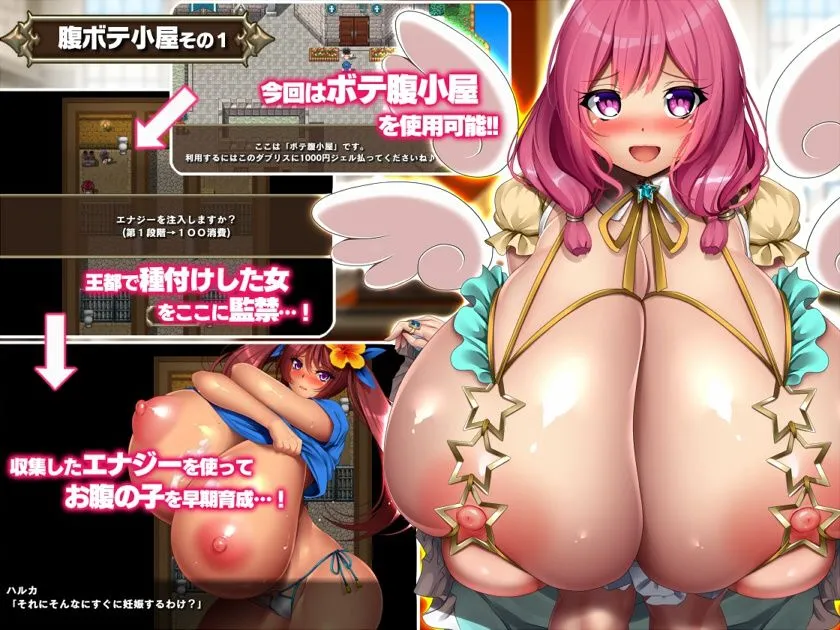 腹ボテ小屋その1
今回はボテ腹小屋
を使用可能!!
ここは「ボテ腹小屋」です。
利用するにはこのダブリスに1000円ジェル払ってくださいね♪
エナジーを注入しますか?
(第1段階→100消費)
王都で種付けした女
をここに監禁…!
収集したエナジーを使って
お腹の子を早期育成…!
ハルカ
「それにそんなにすぐに妊娠するわけ?」